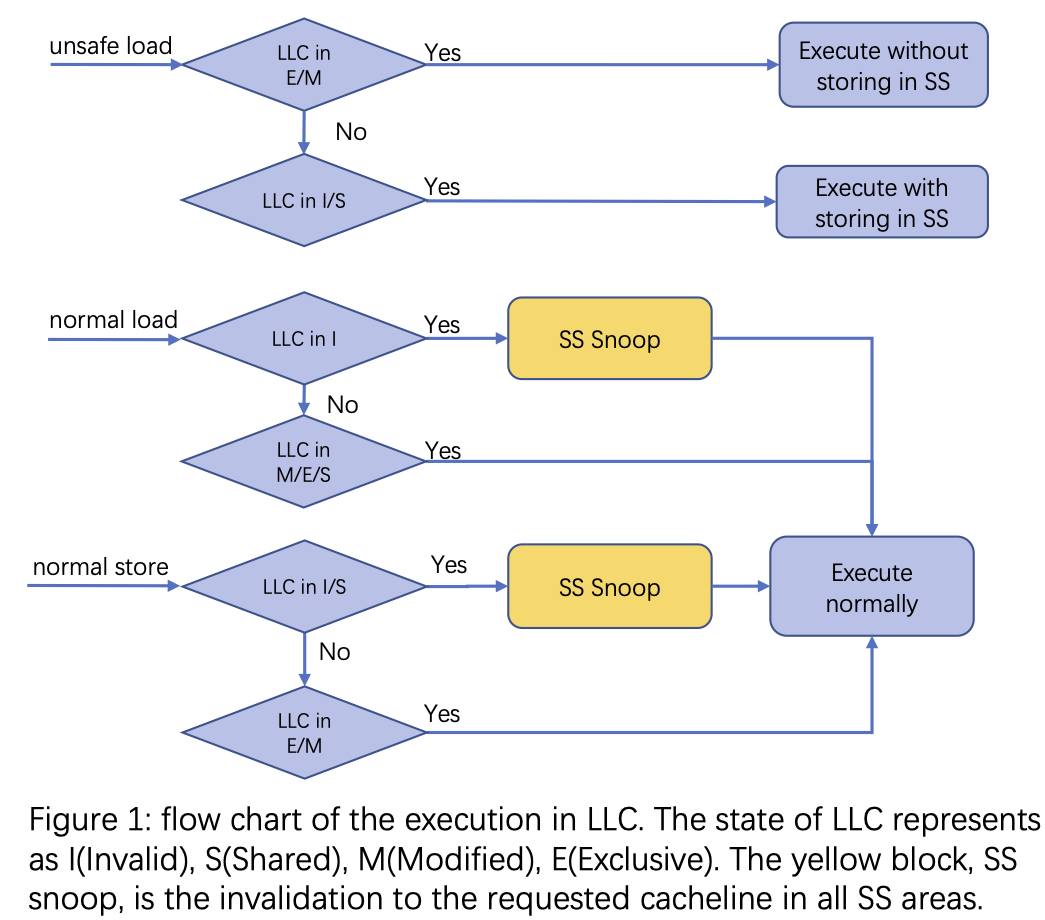 unsafe load
LLC in
E/M
Yes
Execute without
storing in SS
No
LLC in I/S
Yes
Execute with
storing in SS
normal load
LLC in I
Yes
SS Snoop
No
LLC in
M/E/S
Yes
normal store
LLC in I/S
Yes
SS Snoop
Execute
normally
No
LLC in
E/M
Yes
Figure 1: flow chart of the execution in LLC. The state of LLC represents
as I(Invalid), S(Shared), M(Modified), E(Exclusive). The yellow block, SS
snoop, is the invalidation to the requested cacheline in all SS areas.